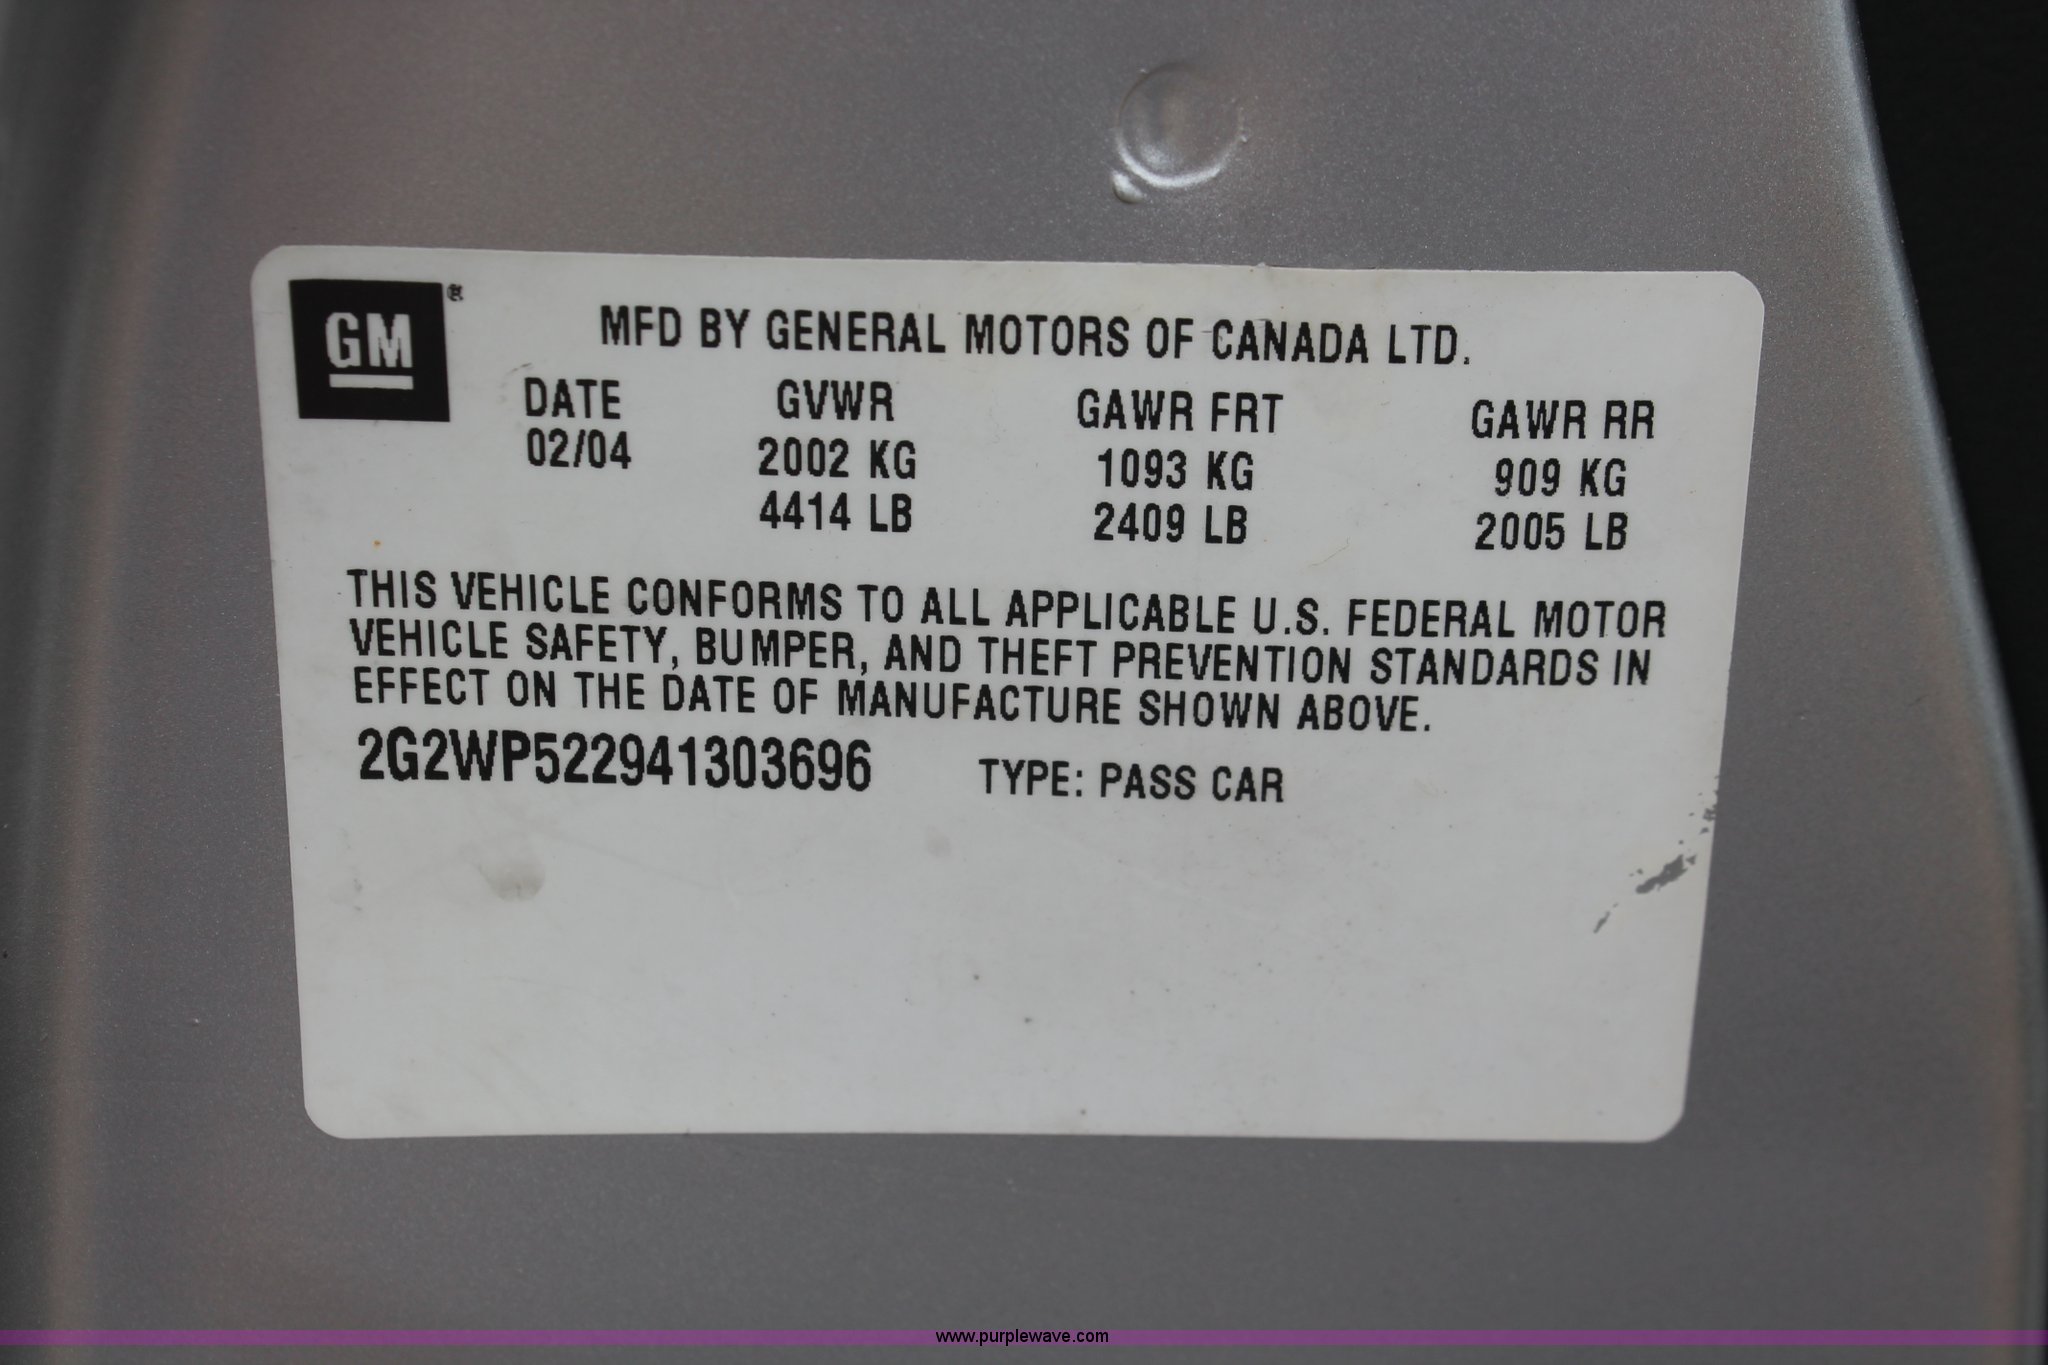 GM®
MFD BY GENERAL MOTORS OF CANADA LTD.
DATE GVWR GAWR FRT GAWR RR
02/04 2002 KG 1093 KG 909 KG
4414 LB 2409 LB 2005 LB
THIS VEHICLE CONFORMS TO ALL APPLICABLE U.S. FEDERAL MOTOR
VEHICLE SAFETY, BUMPER, AND THEFT PREVENTION STANDARDS IN
EFFECT ON THE DATE OF MANUFACTURE SHOWN ABOVE.
2G2WP522941303696 TYPE: PASS CAR
www.purplewave.com